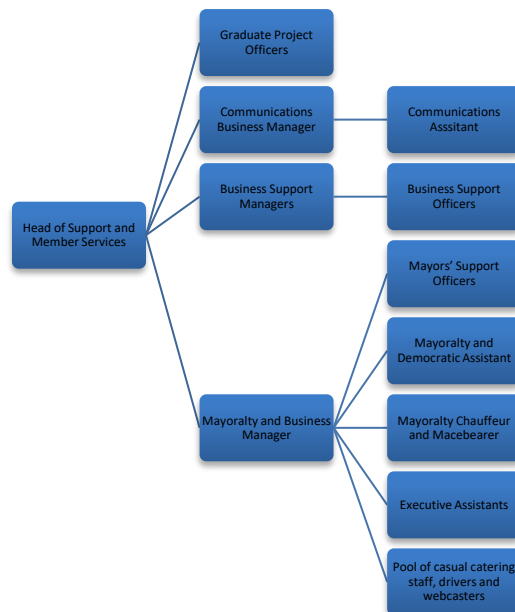 Graduate Project
Officers
Communications
Business Manager
Communications
Asssitant
Business Support
Managers
Business Support
Officers
Head of Support and
Member Services
Mayors’ Support
Officers
Mayoralty and
Democratic Assistant
Mayoralty and Business
Manager
Mayoralty Chauffeur
and Macebearer
Executive Assistants
Pool of casual catering
staff, drivers and
webcasters